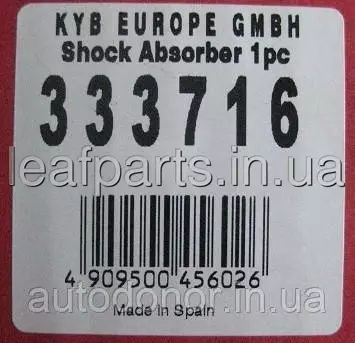 KYB EUROPE GMBH
Shock Absorber 1pc
333716
leafparts.in.ua
4 909500 456026
autodonor.in.ua
Made in Spain